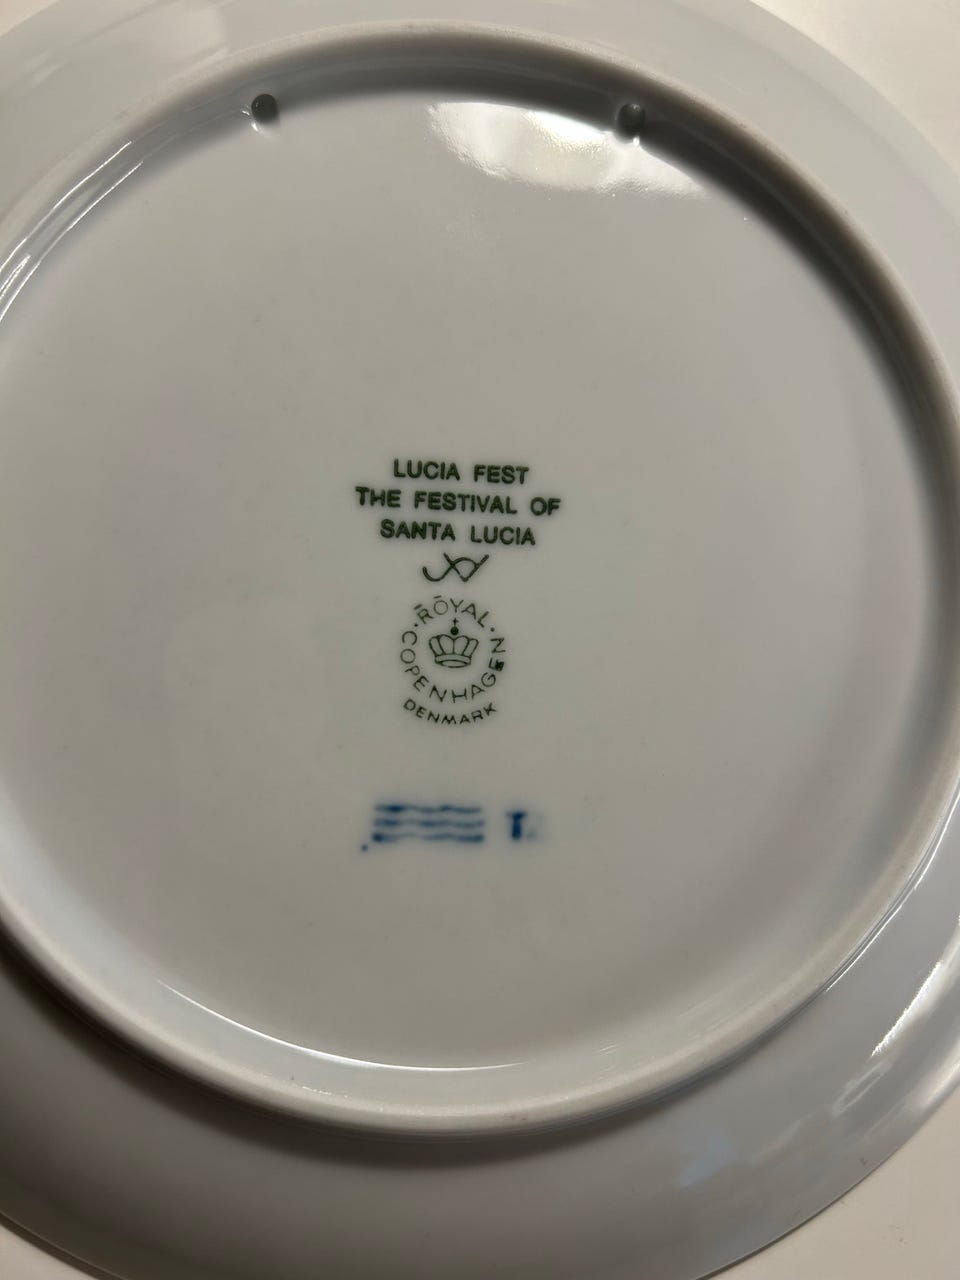 LUCIA FEST
THE FESTIVAL OF
SANTA LUCIA
ROYAL
COPENHAGEN
DENMARK